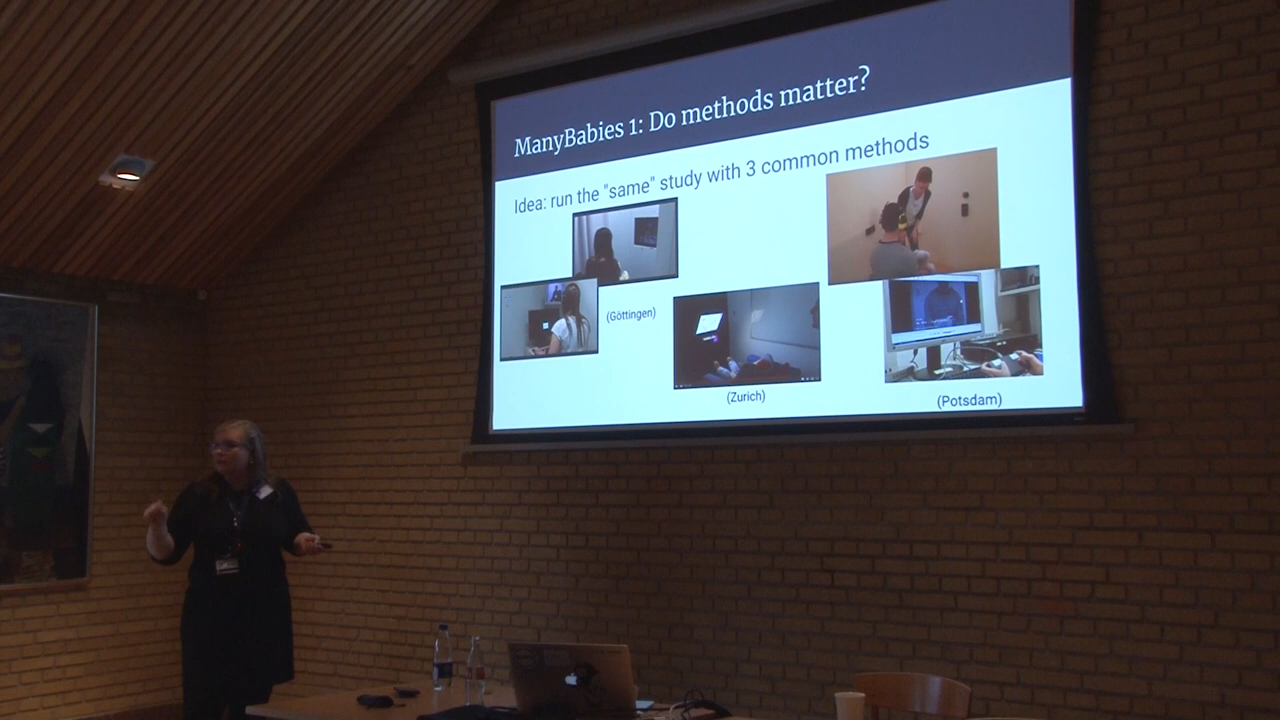 ManyBabies 1: Do methods matter?
Idea: run the "same" study with 3 common methods
(Göttingen)
(Zurich)
(Potsdam)